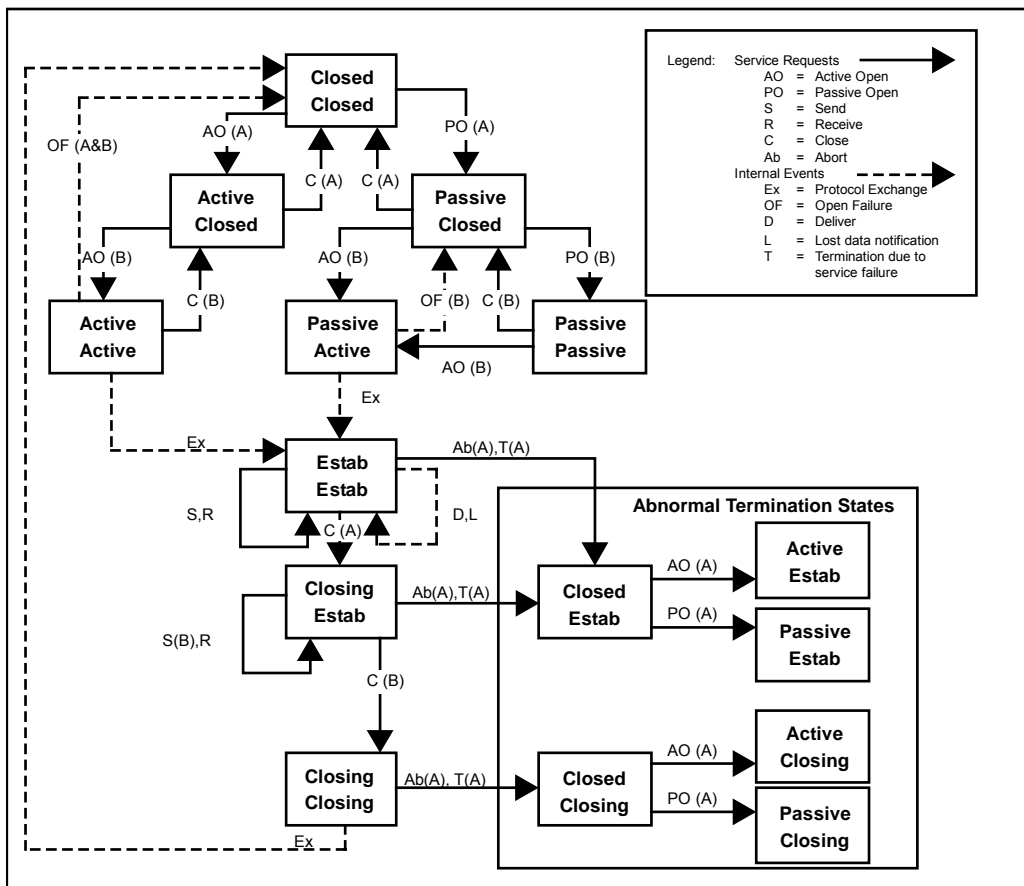 Closed
Closed
Legend: Service Requests
AO = Active Open
PO = Passive Open
S = Send
R = Receive
C = Close
Ab = Abort
Internal Events
Ex = Protocol Exchange
OF = Open Failure
D = Deliver
L = Lost data notification
T = Termination due to
service failure
OF (A&B)
AO (A)
C (A)
C (A)
PO (A)
Active
Closed
Passive
Closed
AO (B)
C (B)
AO (B)
OF (B)
C (B)
PO (B)
Active
Active
Passive
Active
Passive
Passive
AO (B)
Ex
Ex
Estab
Estab
Ab(A),T(A)
S,R
C (A)
D,L
Abnormal Termination States
Active
Estab
Closing
Estab
Ab(A),T(A)
Closed
Estab
AO (A)
PO (A)
Passive
Estab
S(B),R
C (B)
Active
Closing
Closing
Closing
Ab(A), T(A)
Closed
Closing
AO (A)
PO (A)
Passive
Closing
Ex